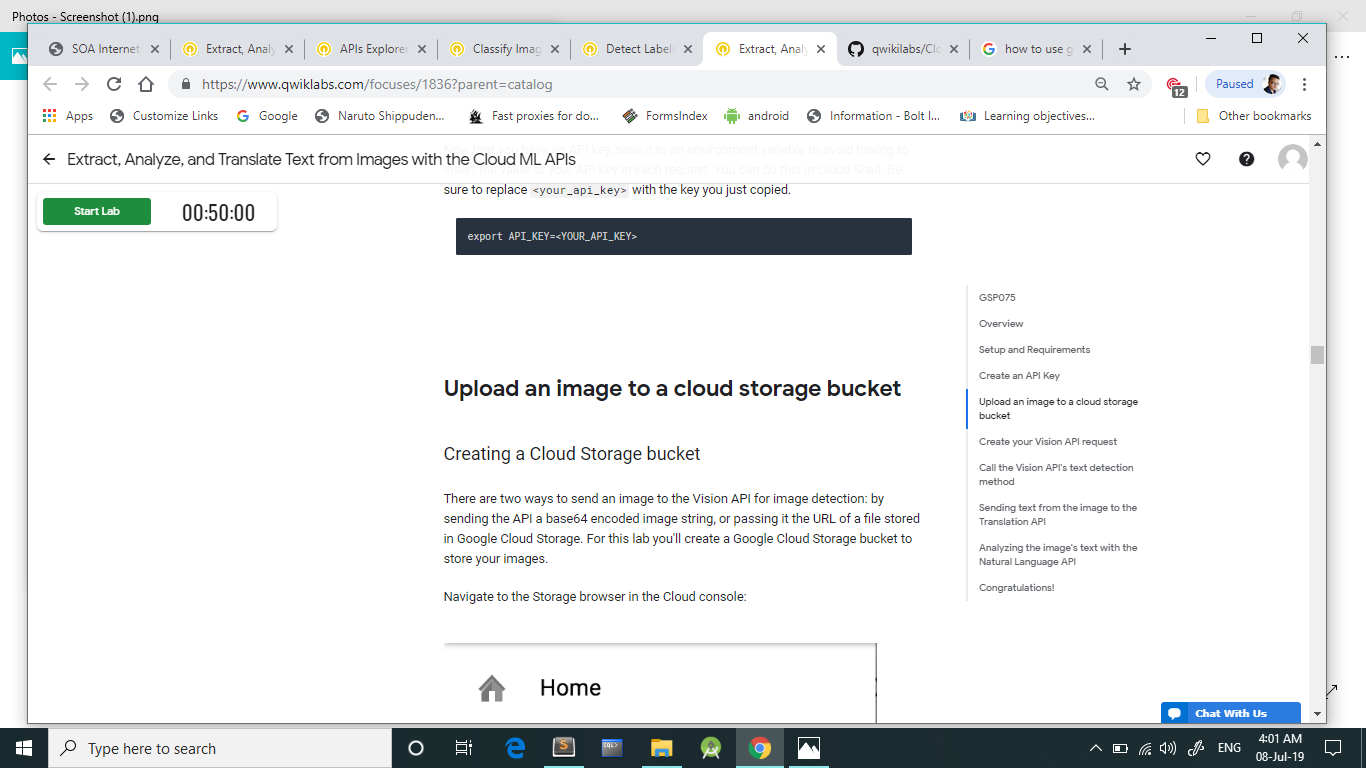 Photos - Screenshot (1).png
SOA Internet
Extract, Analy
APIs Explorer
Classify Imag
Detect Labels
Extract, Analy
qwikilabs/Clo
how to use g
https://www.qwiklabs.com/focuses/1836?parent=catalog
12
Paused
Apps
Customize Links
Google
Naruto Shippuden...
Fast proxies for do...
FormsIndex
android
Information - Bolt I...
Learning objectives...
Other bookmarks
Extract, Analyze, and Translate Text from Images with the Cloud ML APIs
Start Lab
00:50:00
Now that you have an API key, save it to an environment variable to avoid having to
insert the value of your API key in each request. You can do this in Cloud Shell. Be
sure to replace <your_api_key> with the key you just copied.
export API_KEY=<YOUR_API_KEY>
Upload an image to a cloud storage bucket
Creating a Cloud Storage bucket
There are two ways to send an image to the Vision API for image detection: by
sending the API a base64 encoded image string, or passing it the URL of a file stored
in Google Cloud Storage. For this lab you'll create a Google Cloud Storage bucket to
store your images.
Navigate to the Storage browser in the Cloud console:
Home
GSP075
Overview
Setup and Requirements
Create an API Key
Upload an image to a cloud storage
bucket
Create your Vision API request
Call the Vision API's text detection
method
Sending text from the image to the
Translation API
Analyzing the image's text with the
Natural Language API
Congratulations!
Chat With Us
Type here to search
ENG
4:01 AM
08-Jul-19